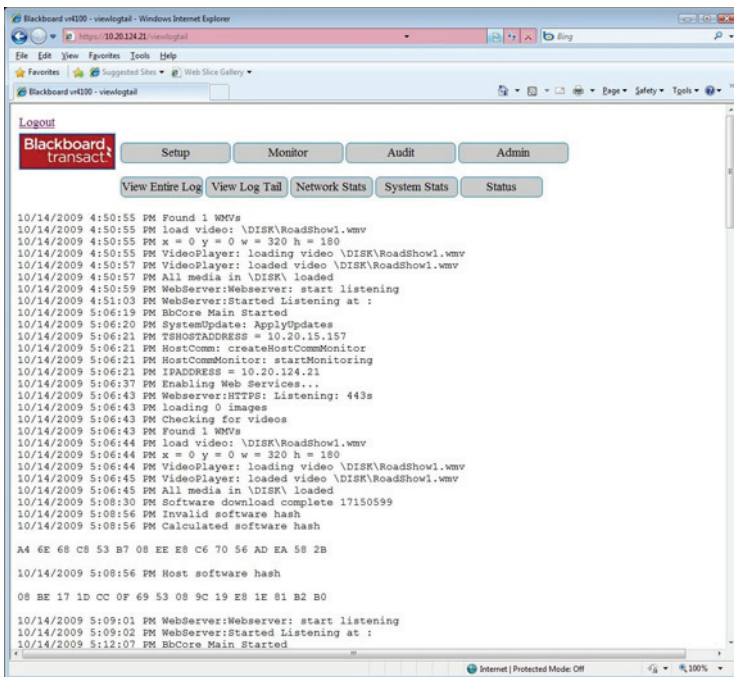 Blackboard vr4100 - viewlogtail - Windows Internet Explorer
https://10.20.124.21/viewlogtail
Bing
File Edit View Favorites Tools Help
Favorites Suggested Sites Web Slice Gallery
Blackboard vr4100 - viewlogtail
Page Safety Tools
Logout
Blackboard transact
Setup Monitor Audit Admin
View Entire Log View Log Tail Network Stats System Stats Status
10/14/2009 4:50:55 PM Found 1 WMVs
10/14/2009 4:50:55 PM load video: \DISK\RoadShow1.wmv
10/14/2009 4:50:55 PM x = 0 y = 0 w = 320 h = 180
10/14/2009 4:50:55 PM VideoPlayer: loading video \DISK\RoadShow1.wmv
10/14/2009 4:50:57 PM VideoPlayer: loaded video \DISK\RoadShow1.wmv
10/14/2009 4:50:57 PM All media in \DISK\ loaded
10/14/2009 4:50:59 PM WebServer:Webserver: start listening
10/14/2009 4:51:03 PM WebServer:Started Listening at :
10/14/2009 5:06:19 PM BbCore Main Started
10/14/2009 5:06:20 PM SystemUpdate: ApplyUpdates
10/14/2009 5:06:21 PM TSHOSTADDRESS = 10.20.15.157
10/14/2009 5:06:21 PM HostComm: createHostCommMonitor
10/14/2009 5:06:21 PM HostCommMonitor: startMonitoring
10/14/2009 5:06:21 PM IPADDRESS = 10.20.124.21
10/14/2009 5:06:37 PM Enabling Web Services...
10/14/2009 5:06:43 PM Webserver:HTTPS: Listening: 443s
10/14/2009 5:06:43 PM loading 0 images
10/14/2009 5:06:43 PM Checking for videos
10/14/2009 5:06:43 PM Found 1 WMVs
10/14/2009 5:06:44 PM load video: \DISK\RoadShow1.wmv
10/14/2009 5:06:44 PM x = 0 y = 0 w = 320 h = 180
10/14/2009 5:06:44 PM VideoPlayer: loading video \DISK\RoadShow1.wmv
10/14/2009 5:06:45 PM VideoPlayer: loaded video \DISK\RoadShow1.wmv
10/14/2009 5:06:45 PM All media in \DISK\ loaded
10/14/2009 5:08:30 PM Software download complete 17150599
10/14/2009 5:08:56 PM Invalid software hash
10/14/2009 5:08:56 PM Calculated software hash
A4 6E 68 C8 53 B7 08 EE E8 C6 70 56 AD EA 58 2B
10/14/2009 5:08:56 PM Host software hash
08 BE 17 1D CC 0F 69 53 08 9C 19 E8 1E 81 B2 B0
10/14/2009 5:09:01 PM WebServer:Webserver: start listening
10/14/2009 5:09:02 PM WebServer:Started Listening at :
10/14/2009 5:12:07 PM BbCore Main Started
Internet | Protected Mode: Off 100%